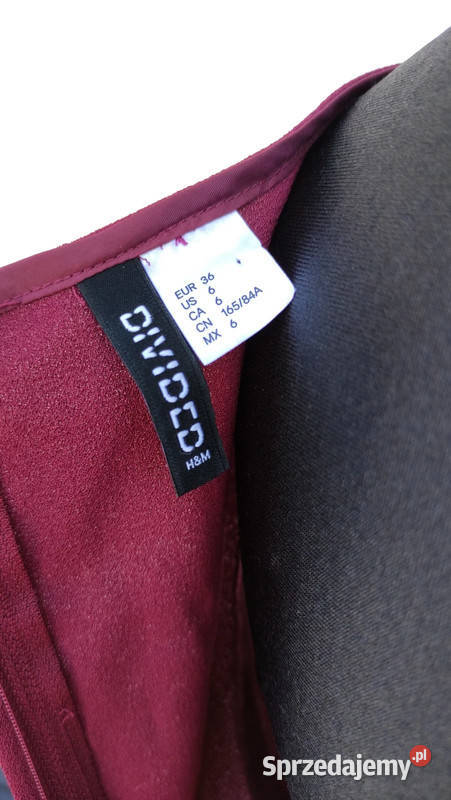 EUR 36
US 6
CA 6
CN 165/84A
MX 6
DIVIDED
H&M
Sprzedajemy.pl